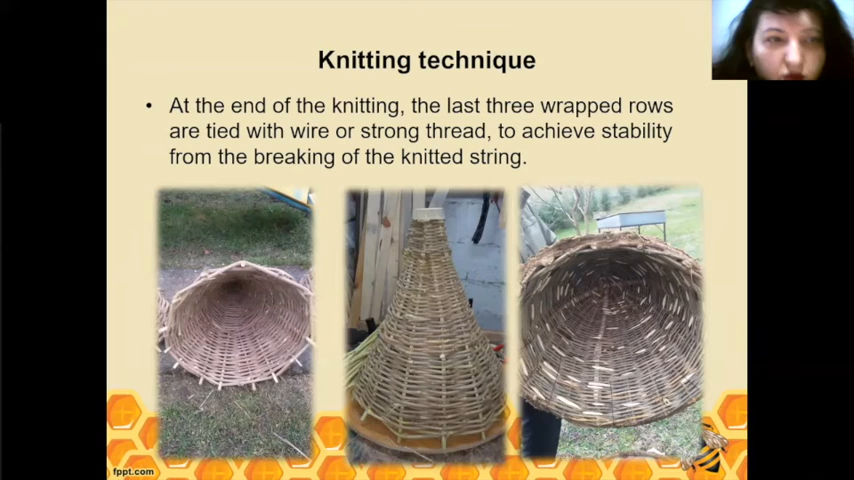 Knitting technique
• At the end of the knitting, the last three wrapped rows
are tied with wire or strong thread, to achieve stability
from the breaking of the knitted string.
fppt.com